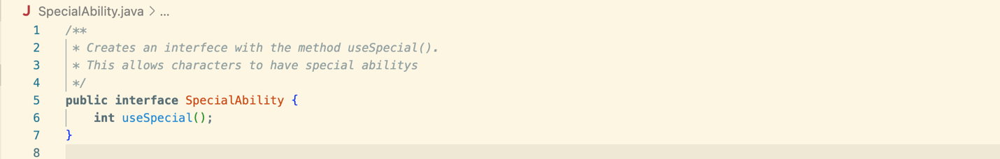 J SpecialAbility.java > ...
1 /**
2 * Creates an interfece with the method useSpecial().
3 * This allows characters to have special abilitys
4 */
5 public interface SpecialAbility {
6 int useSpecial();
7 }
8